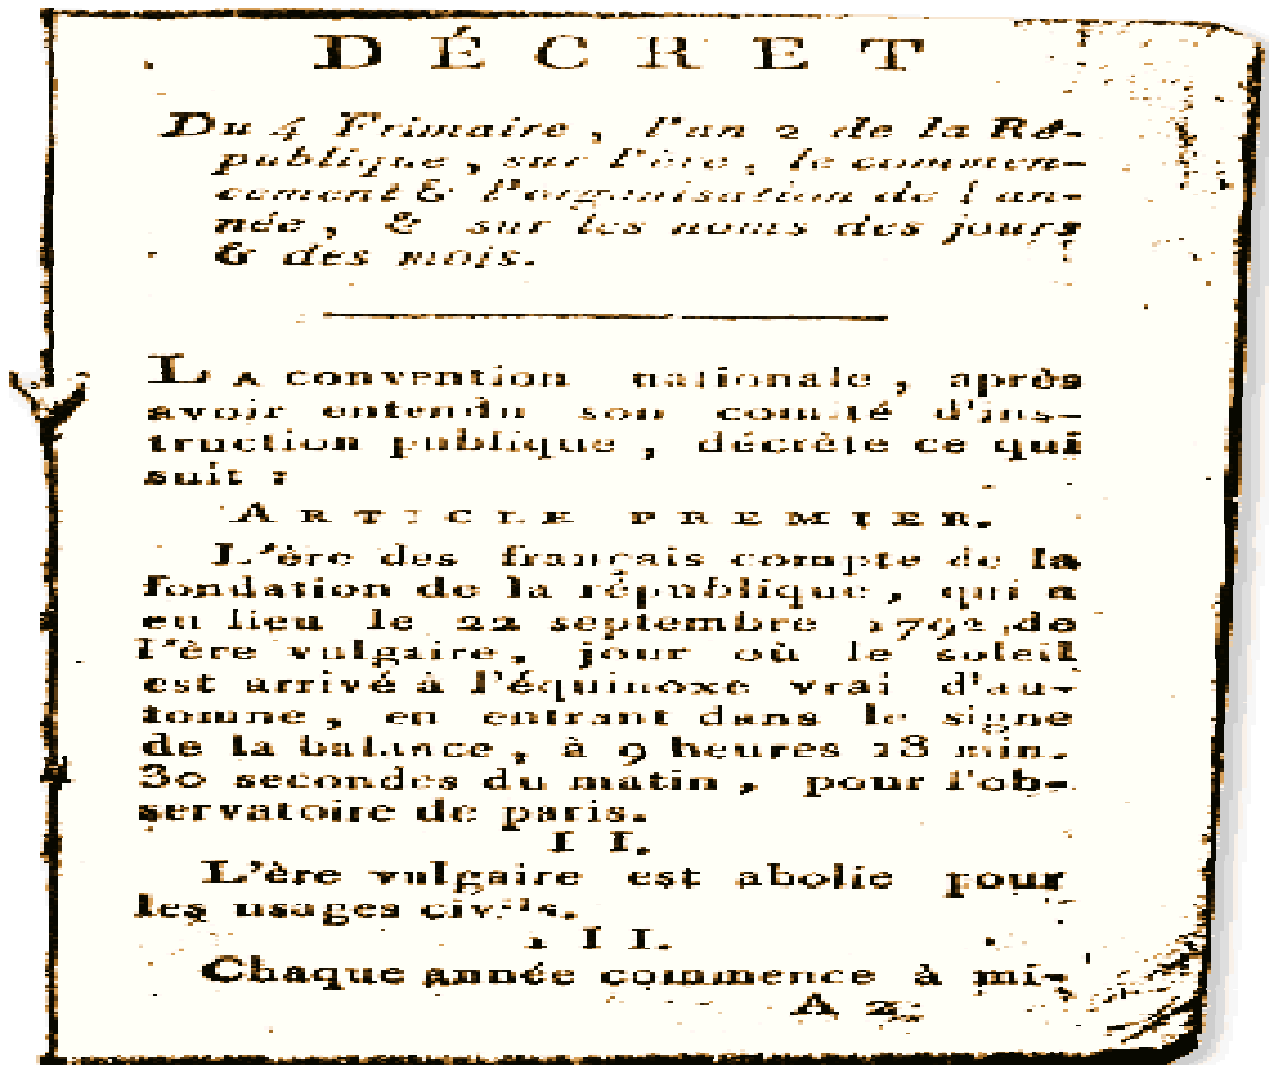 DÉCRET
Du 4 Frimaire, l'an 2 de la Ré-
publique, sur l'ère, le commen-
cement & l'organisation de l'an-
née, & sur les noms des jours
& des mois.
LA convention nationale, après
avoir entendu son comité d'ins-
truction publique, décrète ce qui
suit :
ARTICLE PREMIER.
L'ère des français compte de la
fondation de la république, qui a
eu lieu le 22 septembre 1792 de
l'ère vulgaire, jour où le soleil
est arrivé à l'équinoxe vrai d'au-
tomne, en entrant dans le signe
de la balance, à 9 heures 18 min.
30 secondes du matin, pour l'ob-
servatoire de paris.
II.
L'ère vulgaire est abolie pour
les usages civils.
III.
Chaque année commence à mi-
A 2